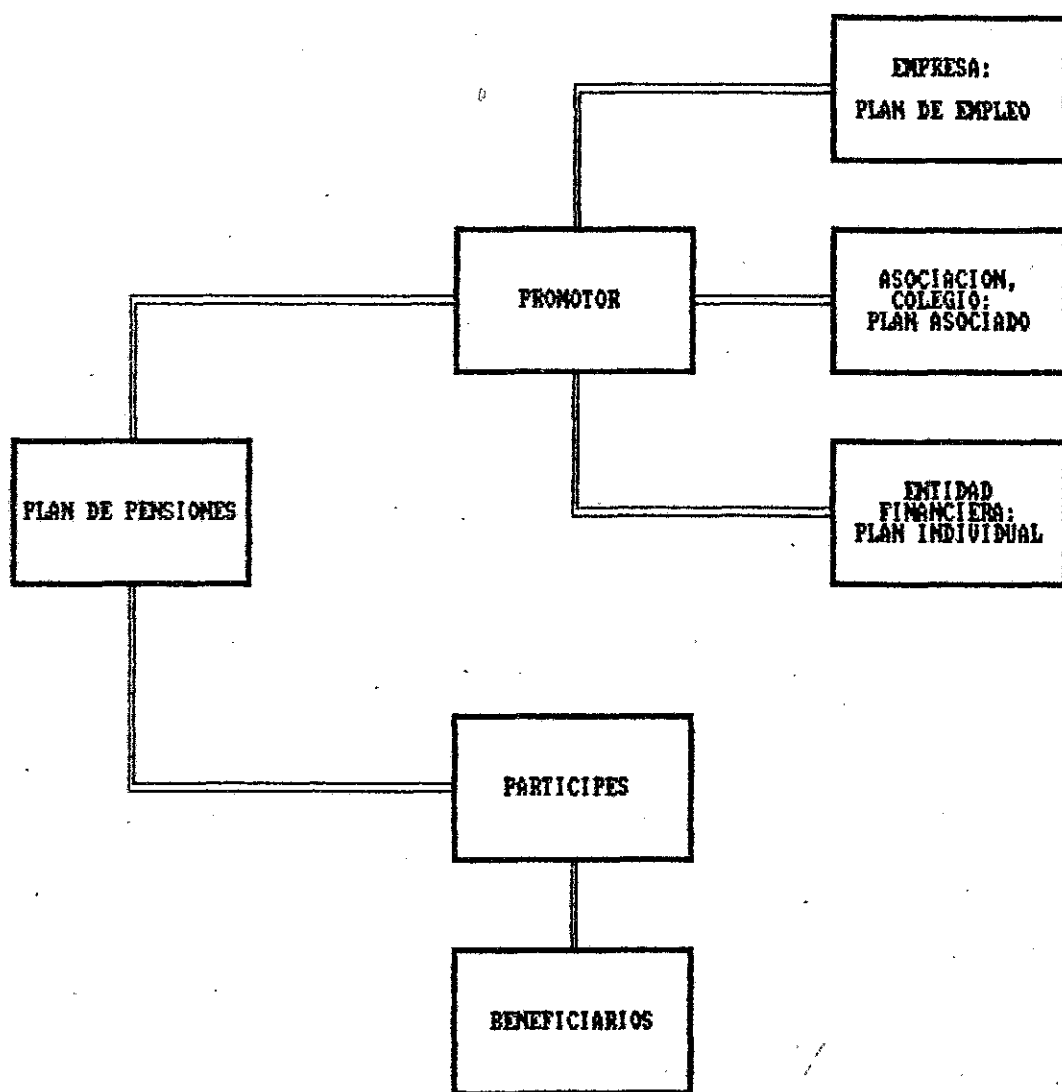 EMPRESA:
PLAN DE EMPLEO
PROMOTOR
ASOCIACION,
COLEGIO:
PLAN ASOCIADO
PLAN DE PENSIONES
ENTIDAD
FINANCIERA:
PLAN INDIVIDUAL
PARTICIPES
BENEFICIARIOS